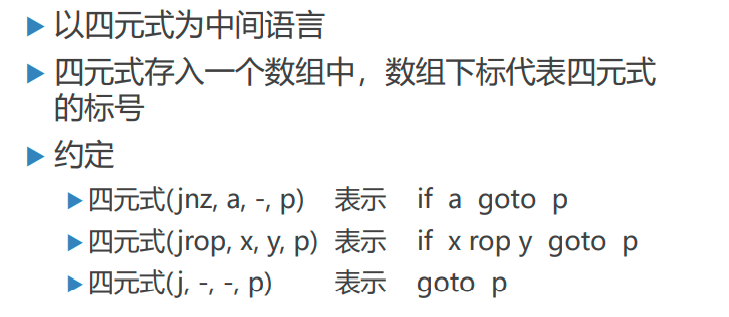 以四元式为中间语言
四元式存入一个数组中，数组下标代表四元式
的标号
约定
四元式(jnz, a, -, p) 表示 if a goto p
四元式(jrop, x, y, p) 表示 if x rop y goto p
四元式(j, -, -, p) 表示 goto p